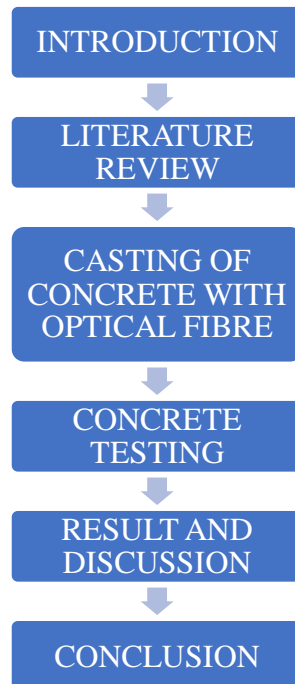 INTRODUCTION
LITERATURE
REVIEW
CASTING OF
CONCRETE WITH
OPTICAL FIBRE
CONCRETE
TESTING
RESULT AND
DISCUSSION
CONCLUSION